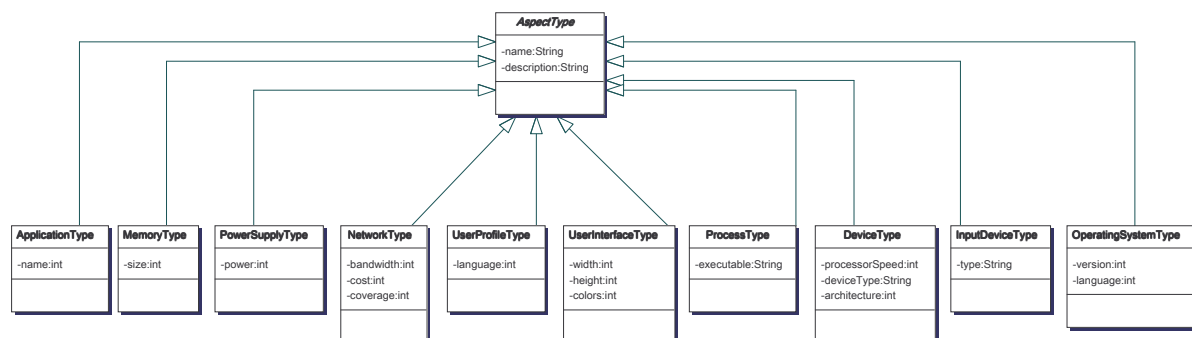 AspectType
-name:String
-description:String
ApplicationType
-name:int
MemoryType
-size:int
PowerSupplyType
-power:int
NetworkType
-bandwidth:int
-cost:int
-coverage:int
UserProfileType
-language:int
UserInterfaceType
-width:int
-height:int
-colors:int
ProcessType
-executable:String
DeviceType
-processorSpeed:int
-deviceType:String
-architecture:int
InputDeviceType
-type:String
OperatingSystemType
-version:int
-language:int